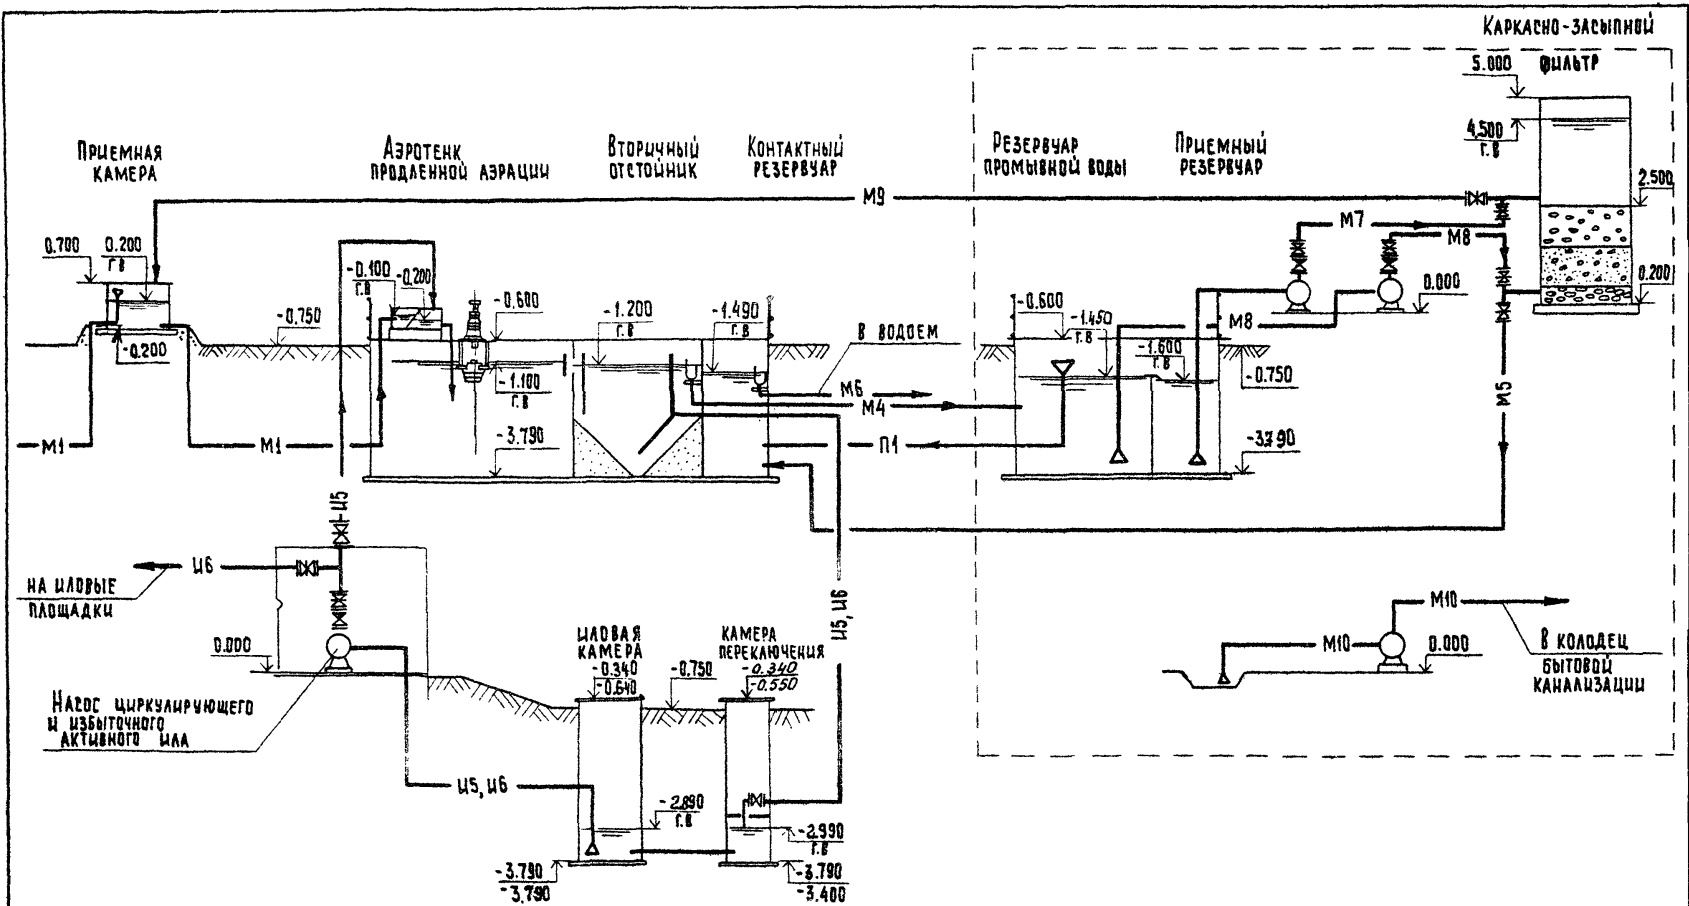 Каркасно-засыпной
фильтр
5.000
4.500
г.в
2.500
0.200
Приемная
камера
Аэротенк
продленной аэрации
Вторичный
отстойник
Контактный
резервуар
Резервуар
промывной воды
Приемный
резервуар
М9
М7
М8
0.700
0.200
г.в
-0.200
-0.750
-0.100
г.в
-0.200
-0.600
-1.100
г.в
-3.790
-1.200
г.в
-1.490
г.в
в водоем
М6
М4
П1
-0.600
-1.450
г.в
-1.600
г.в
М8
0.000
-0.750
-3.790
М5
М1
М1
И5
И6
на иловые
площадки
0.000
Насос циркулирующего
и избыточного
активного ила
И5, И6
Иловая
камера
-0.340
-0.640
-0.750
Камера
переключения
-0.340
-0.550
И5, И6
-2.890
г.в
-2.990
г.в
-3.790
-3.790
-3.790
-3.400
М10
М10
0.000
в колодец
бытовой
канализации